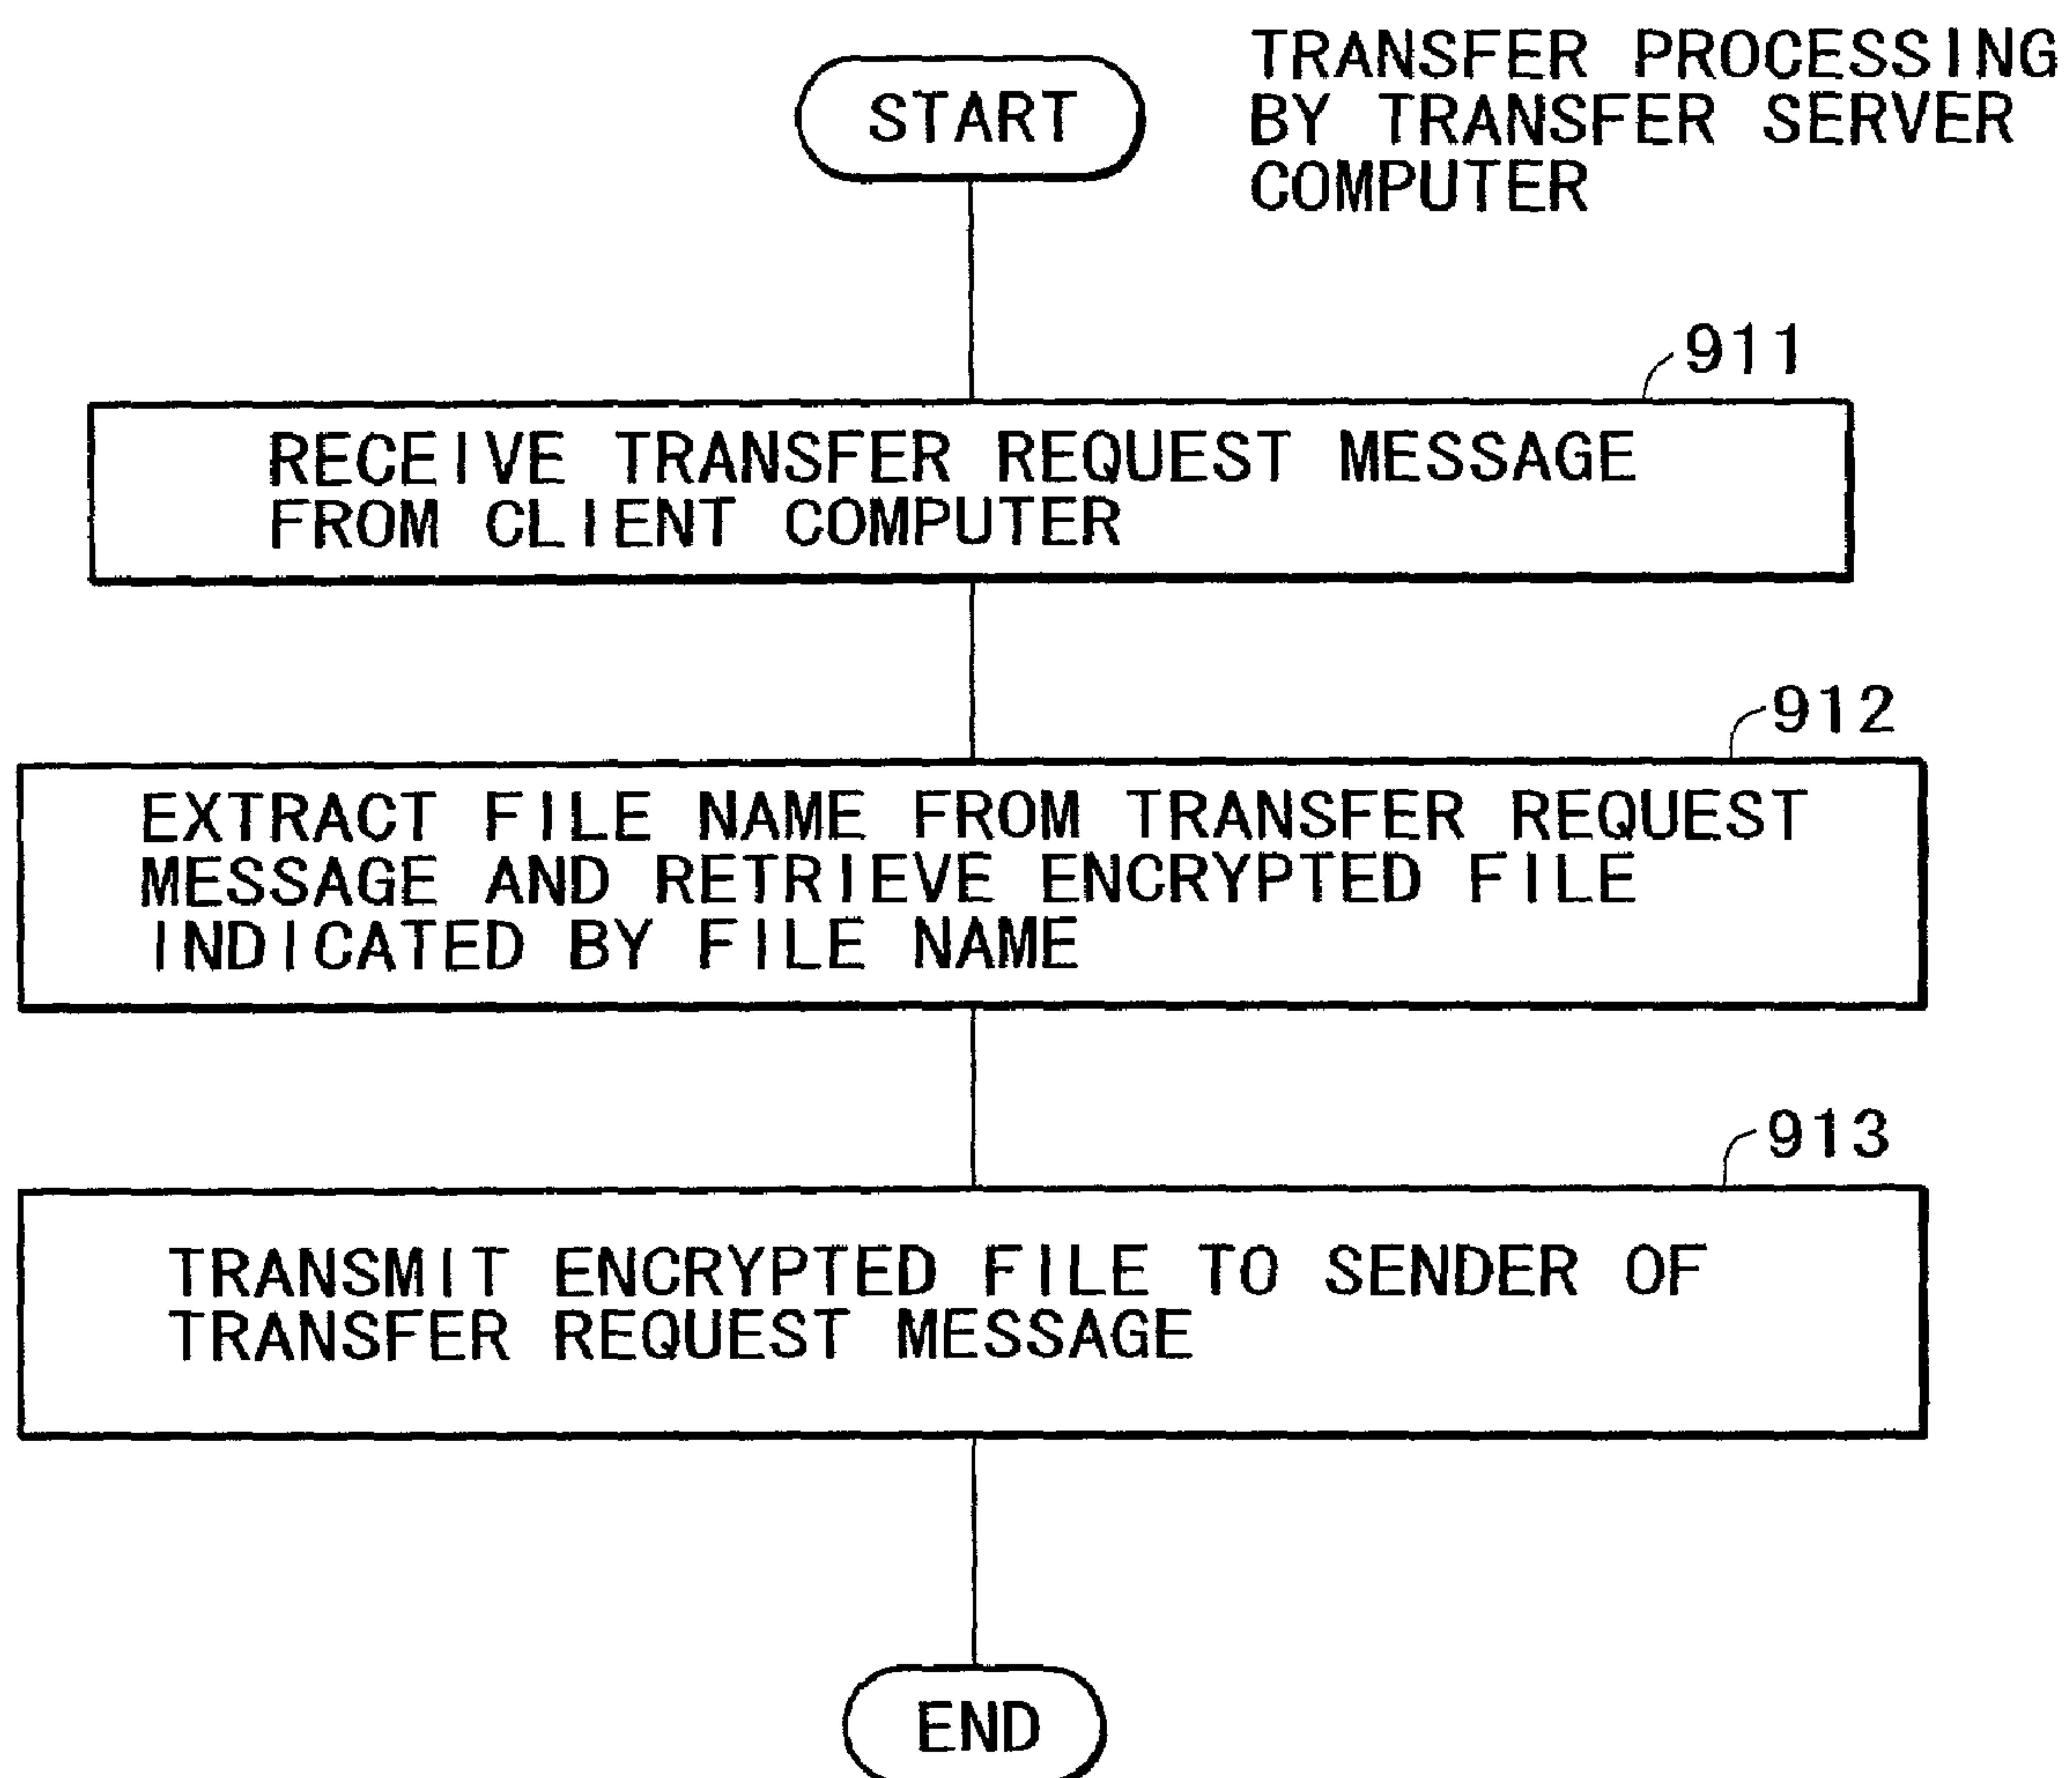 START
TRANSFER PROCESSING
BY TRANSFER SERVER
COMPUTER
911
RECEIVE TRANSFER REQUEST MESSAGE
FROM CLIENT COMPUTER
912
EXTRACT FILE NAME FROM TRANSFER REQUEST
MESSAGE AND RETRIEVE ENCRYPTED FILE
INDICATED BY FILE NAME
913
TRANSMIT ENCRYPTED FILE TO SENDER OF
TRANSFER REQUEST MESSAGE
END